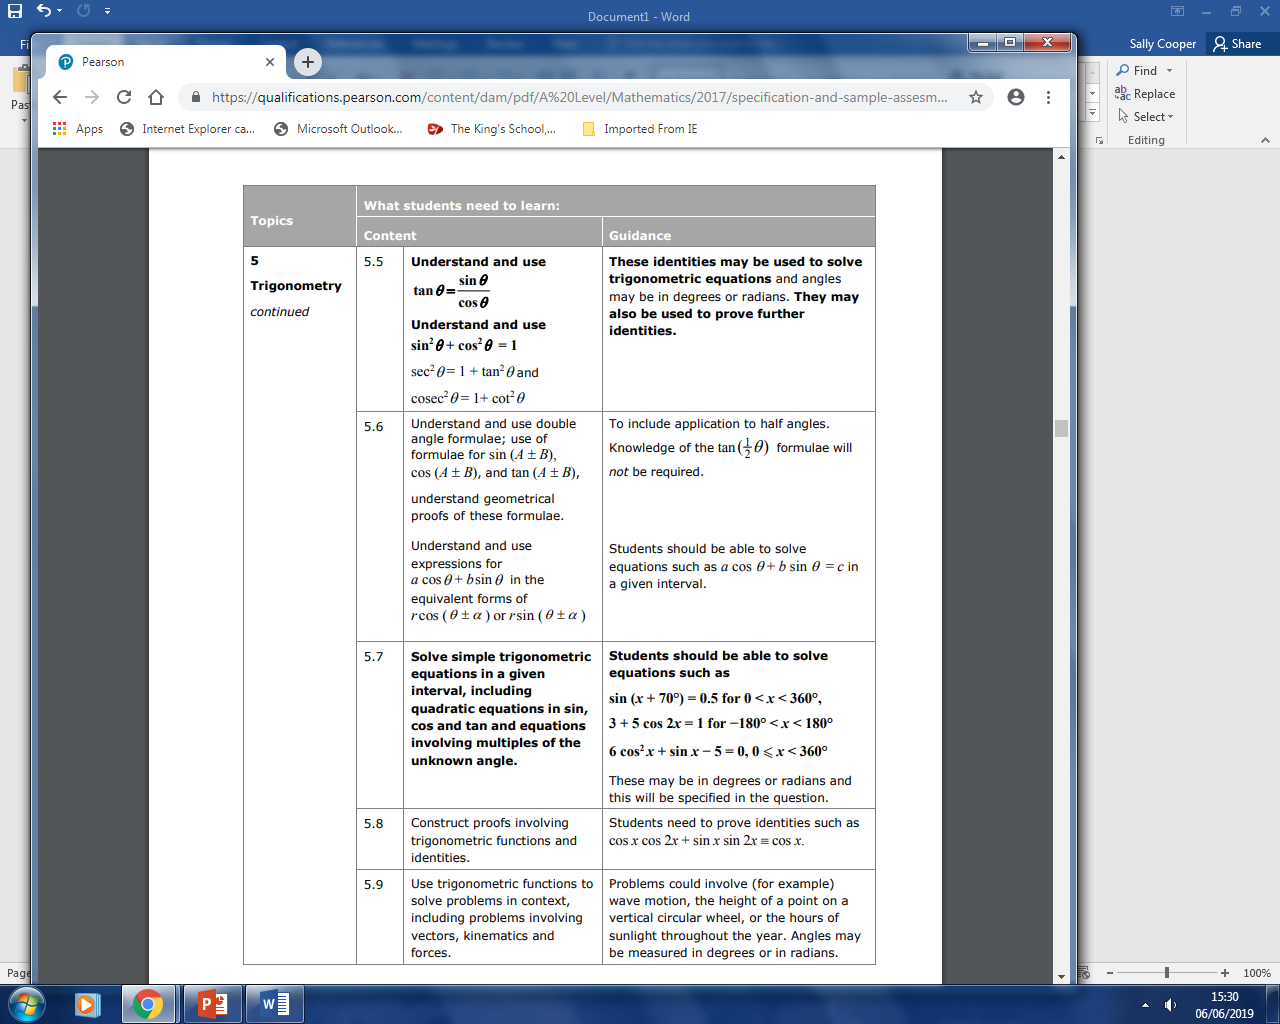 Document1 - Word
Sally Cooper
Share
Fi
Pearson
https://qualifications.pearson.com/content/dam/pdf/A%20Level/Mathematics/2017/specification-and-sample-assesm...
Apps
Internet Explorer ca...
Microsoft Outlook...
The King's School,...
Imported From IE
Past
Find
Replace
Select
Editing
Topics
What students need to learn:
Content
Guidance
5
Trigonometry
continued
5.5
Understand and use
tan θ = sin θ / cos θ
Understand and use
sin² θ + cos² θ = 1
sec² θ = 1 + tan² θ and
cosec² θ = 1+ cot² θ
These identities may be used to solve
trigonometric equations and angles
may be in degrees or radians. They may
also be used to prove further
identities.
5.6
Understand and use double
angle formulae; use of
formulae for sin (A ± B),
cos (A ± B), and tan (A ± B),
understand geometrical
proofs of these formulae.
Understand and use
expressions for
a cos θ + b sin θ in the
equivalent forms of
r cos (θ ± α) or r sin (θ ± α)
To include application to half angles.
Knowledge of the tan(½θ) formulae will
not be required.
Students should be able to solve
equations such as a cos θ + b sin θ = c in
a given interval.
5.7
Solve simple trigonometric
equations in a given
interval, including
quadratic equations in sin,
cos and tan and equations
involving multiples of the
unknown angle.
Students should be able to solve
equations such as
sin (x + 70°) = 0.5 for 0 < x < 360°,
3 + 5 cos 2x = 1 for −180° < x < 180°
6 cos² x + sin x − 5 = 0, 0 ⩽ x < 360°
These may be in degrees or radians and
this will be specified in the question.
5.8
Construct proofs involving
trigonometric functions and
identities.
Students need to prove identities such as
cos x cos 2x + sin x sin 2x ≡ cos x.
5.9
Use trigonometric functions to
solve problems in context,
including problems involving
vectors, kinematics and
forces.
Problems could involve (for example)
wave motion, the height of a point on a
vertical circular wheel, or the hours of
sunlight throughout the year. Angles may
be measured in degrees or in radians.
Page
100%
15:30
06/06/2019